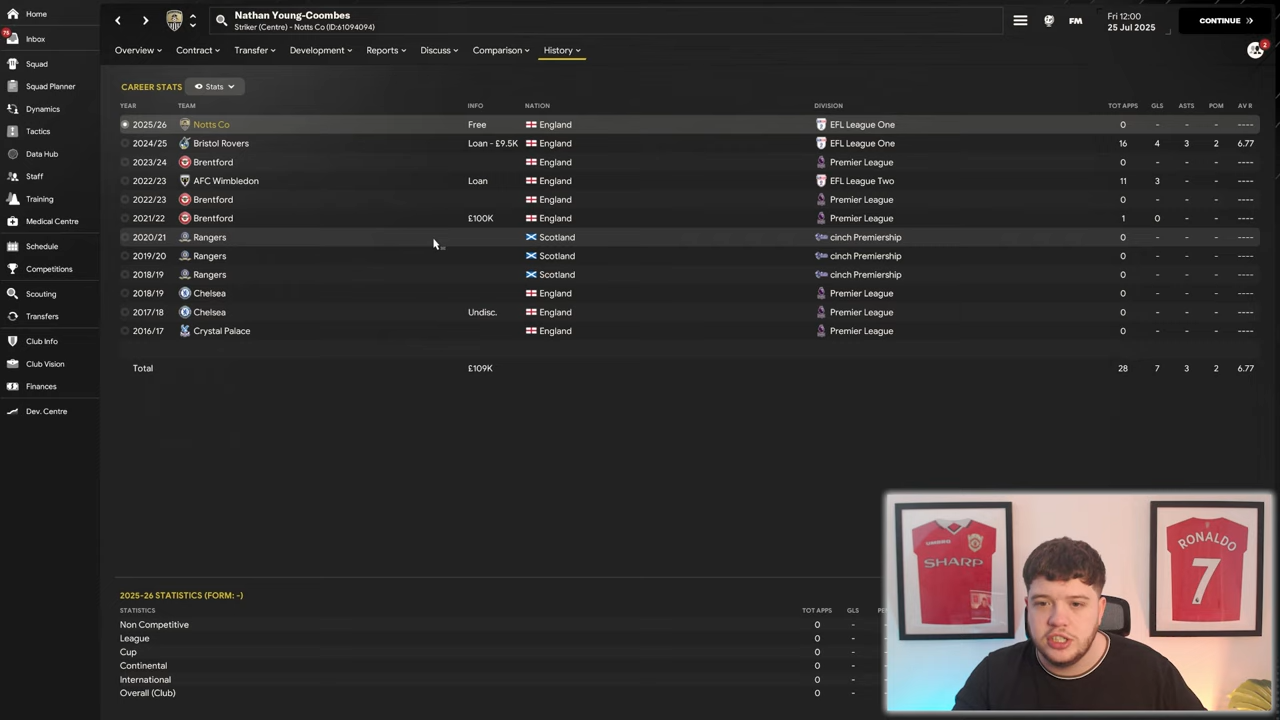 Home
75
Inbox
Squad
Squad Planner
Dynamics
Tactics
Data Hub
Staff
Training
Medical Centre
Schedule
Competitions
Scouting
Transfers
Club Info
Club Vision
Finances
Dev. Centre
Nathan Young-Coombes
Striker (Centre) - Notts Co (ID:61094094)
FM
Fri 12:00
25 Jul 2025
CONTINUE
2
Overview Contract Transfer Development Reports Discuss Comparison History
CAREER STATS Stats
YEAR TEAM INFO NATION DIVISION TOT APPS GLS ASTS POM AV R
2025/26 Notts Co Free England EFL League One 0 - - - ----
2024/25 Bristol Rovers Loan - £9.5K England EFL League One 16 4 3 2 6.77
2023/24 Brentford England Premier League 0 - - - ----
2022/23 AFC Wimbledon Loan England EFL League Two 11 3 - - ----
2022/23 Brentford England Premier League 0 - - - ----
2021/22 Brentford £100K England Premier League 1 0 - - ----
2020/21 Rangers Scotland cinch Premiership 0 - - - ----
2019/20 Rangers Scotland cinch Premiership 0 - - - ----
2018/19 Rangers Scotland cinch Premiership 0 - - - ----
2018/19 Chelsea England Premier League 0 - - - ----
2017/18 Chelsea Undisc. England Premier League 0 - - - ----
2016/17 Crystal Palace England Premier League 0 - - - ----
Total £109K 28 7 3 2 6.77
2025-26 STATISTICS (FORM: -)
STATISTICS TOT APPS GLS
Non Competitive 0 -
League 0 -
Cup 0 -
Continental 0 -
International 0 -
Overall (Club) 0 -
SHARP
RONALDO
7